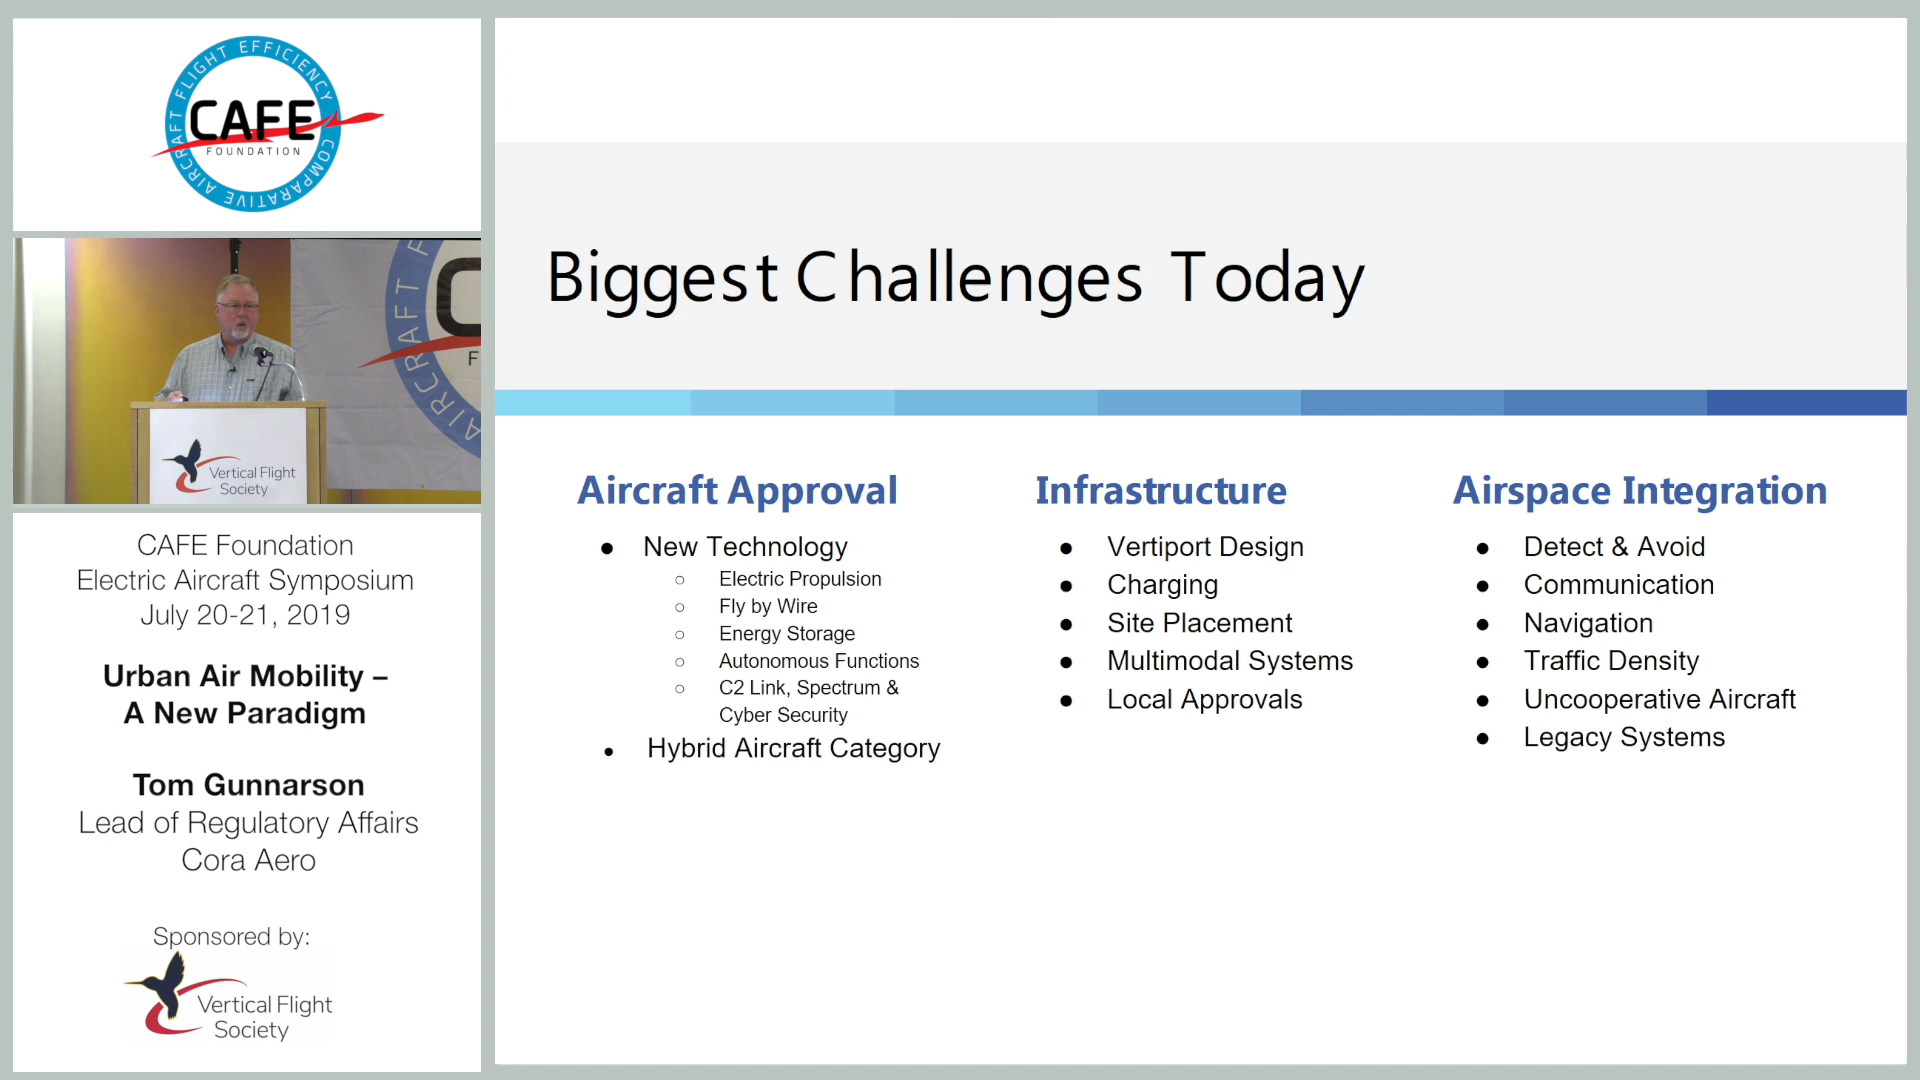 AIRCRAFT FLIGHT EFFICIENCY COMPARATIVE
CAFE
FOUNDATION
AIRCRAFT F
C
F
Vertical Flight
Society
CAFE Foundation
Electric Aircraft Symposium
July 20-21, 2019
Urban Air Mobility –
A New Paradigm
Tom Gunnarson
Lead of Regulatory Affairs
Cora Aero
Sponsored by:
Vertical Flight
Society
Biggest Challenges Today
Aircraft Approval
● New Technology
○ Electric Propulsion
○ Fly by Wire
○ Energy Storage
○ Autonomous Functions
○ C2 Link, Spectrum &
Cyber Security
● Hybrid Aircraft Category
Infrastructure
● Vertiport Design
● Charging
● Site Placement
● Multimodal Systems
● Local Approvals
Airspace Integration
● Detect & Avoid
● Communication
● Navigation
● Traffic Density
● Uncooperative Aircraft
● Legacy Systems